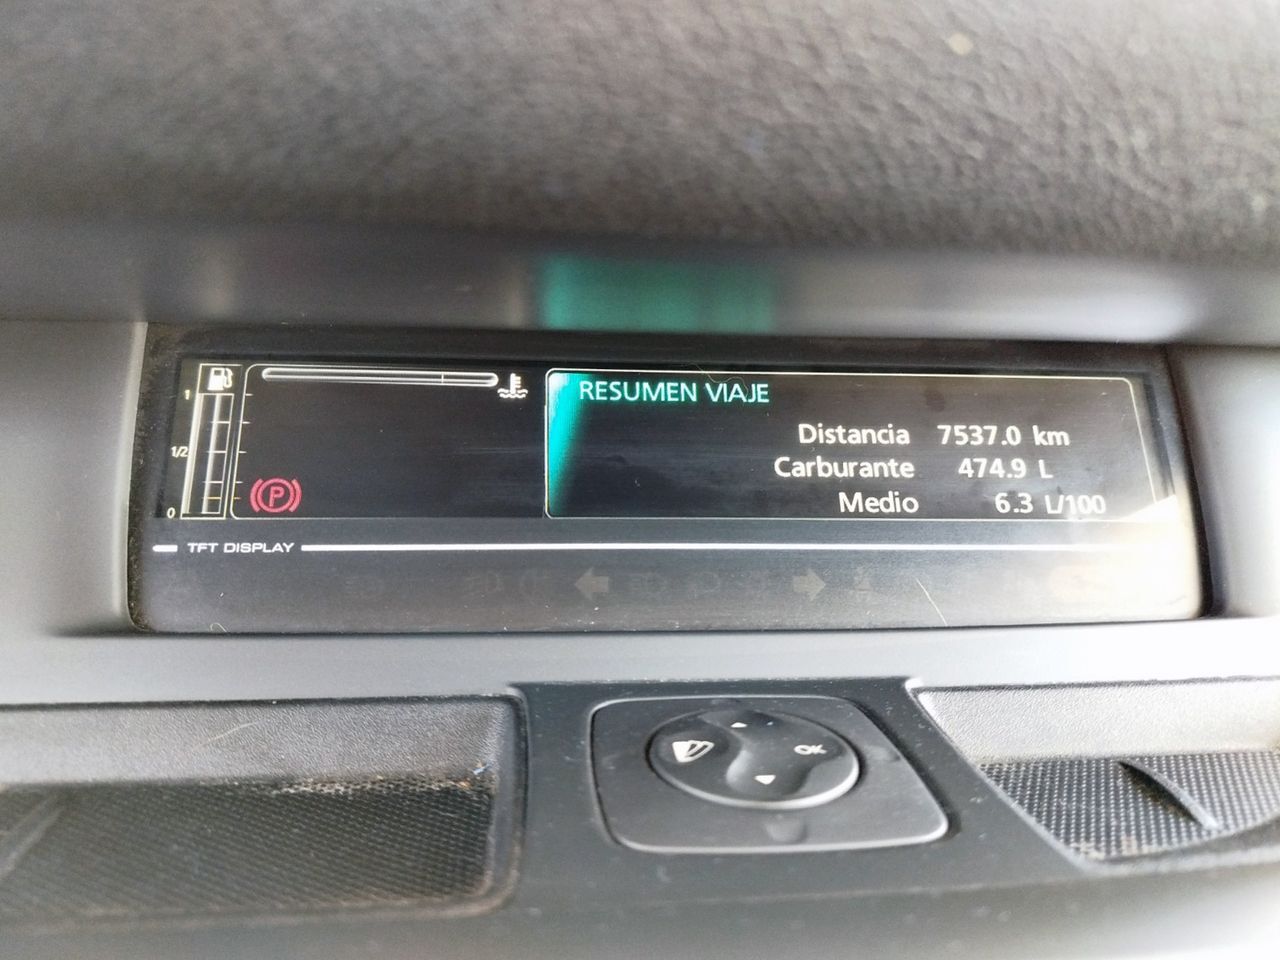 RESUMEN VIAJE
1
Distancia 7537.0 km
1/2
Carburante 474.9 L
P
Medio 6.3 L/100
0
TFT DISPLAY
OK